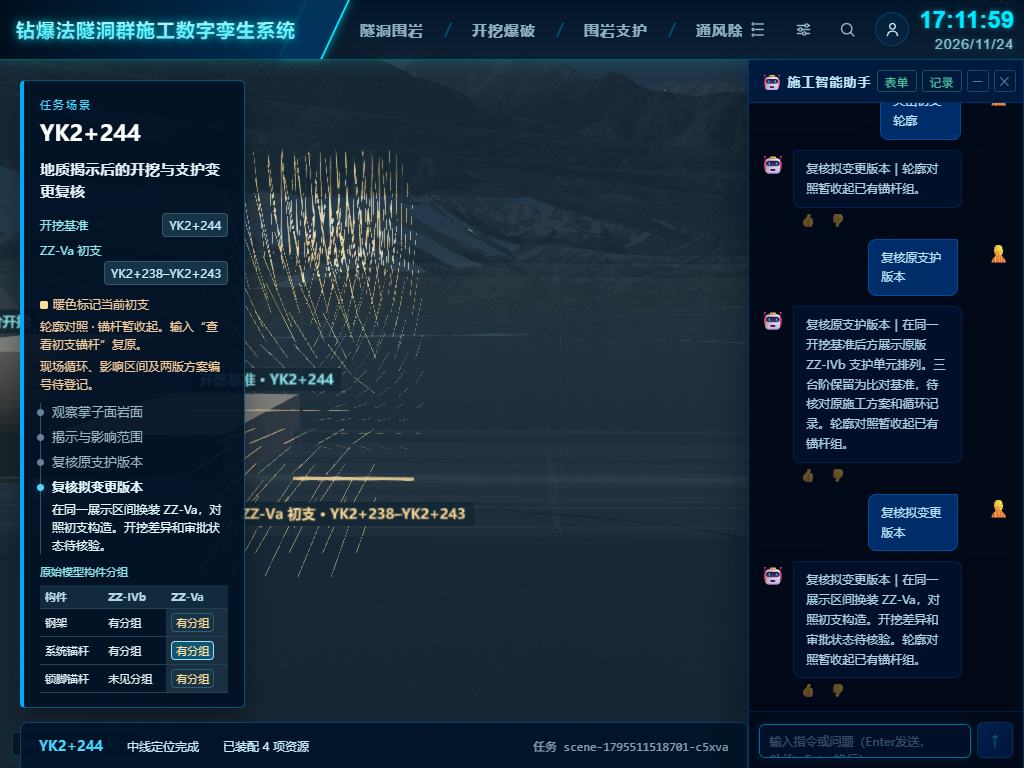 钻爆法隧洞群施工数字孪生系统
隧洞围岩 / 开挖爆破 / 围岩支护 / 通风除
17:11:59
2026/11/24
任务场景
YK2+244
地质揭示后的开挖与支护变
更复核
开挖基准 YK2+244
ZZ-Va 初支
YK2+238—YK2+243
暖色标记当前初支
轮廓对照 · 锚杆暂收起。输入“查
看初支锚杆”复原。
现场循环、影响区间及两版方案编
号待登记。
观察掌子面岩面
揭示与影响范围
复核原支护版本
复核拟变更版本
在同一展示区间换装 ZZ-Va，对
照初支构造。开挖差异和审批状
态待核验。
原始模型构件分组
构件 ZZ-IVb ZZ-Va
钢架 有分组 有分组
系统锚杆 有分组 有分组
锁脚锚杆 未见分组 有分组
开挖基准 • YK2+244
ZZ-Va 初支 • YK2+238—YK2+243
YK2+244 中线定位完成 已装配 4 项资源
任务 scene-1795511518701-c5xva
施工智能助手 表单 记录
轮廓
复核拟变更版本 | 轮廓对
照暂收起已有锚杆组。
复核原支护
版本
复核原支护版本 | 在同一
开挖基准后方展示原版
ZZ-IVb 支护单元排列。三
台阶保留为比对基准，待
核对原施工方案和循环记
录。轮廓对照暂收起已有
锚杆组。
复核拟变更
版本
复核拟变更版本 | 在同一
展示区间换装 ZZ-Va，对
照初支构造。开挖差异和
审批状态待核验。轮廓对
照暂收起已有锚杆组。
输入指令或问题（Enter发送，